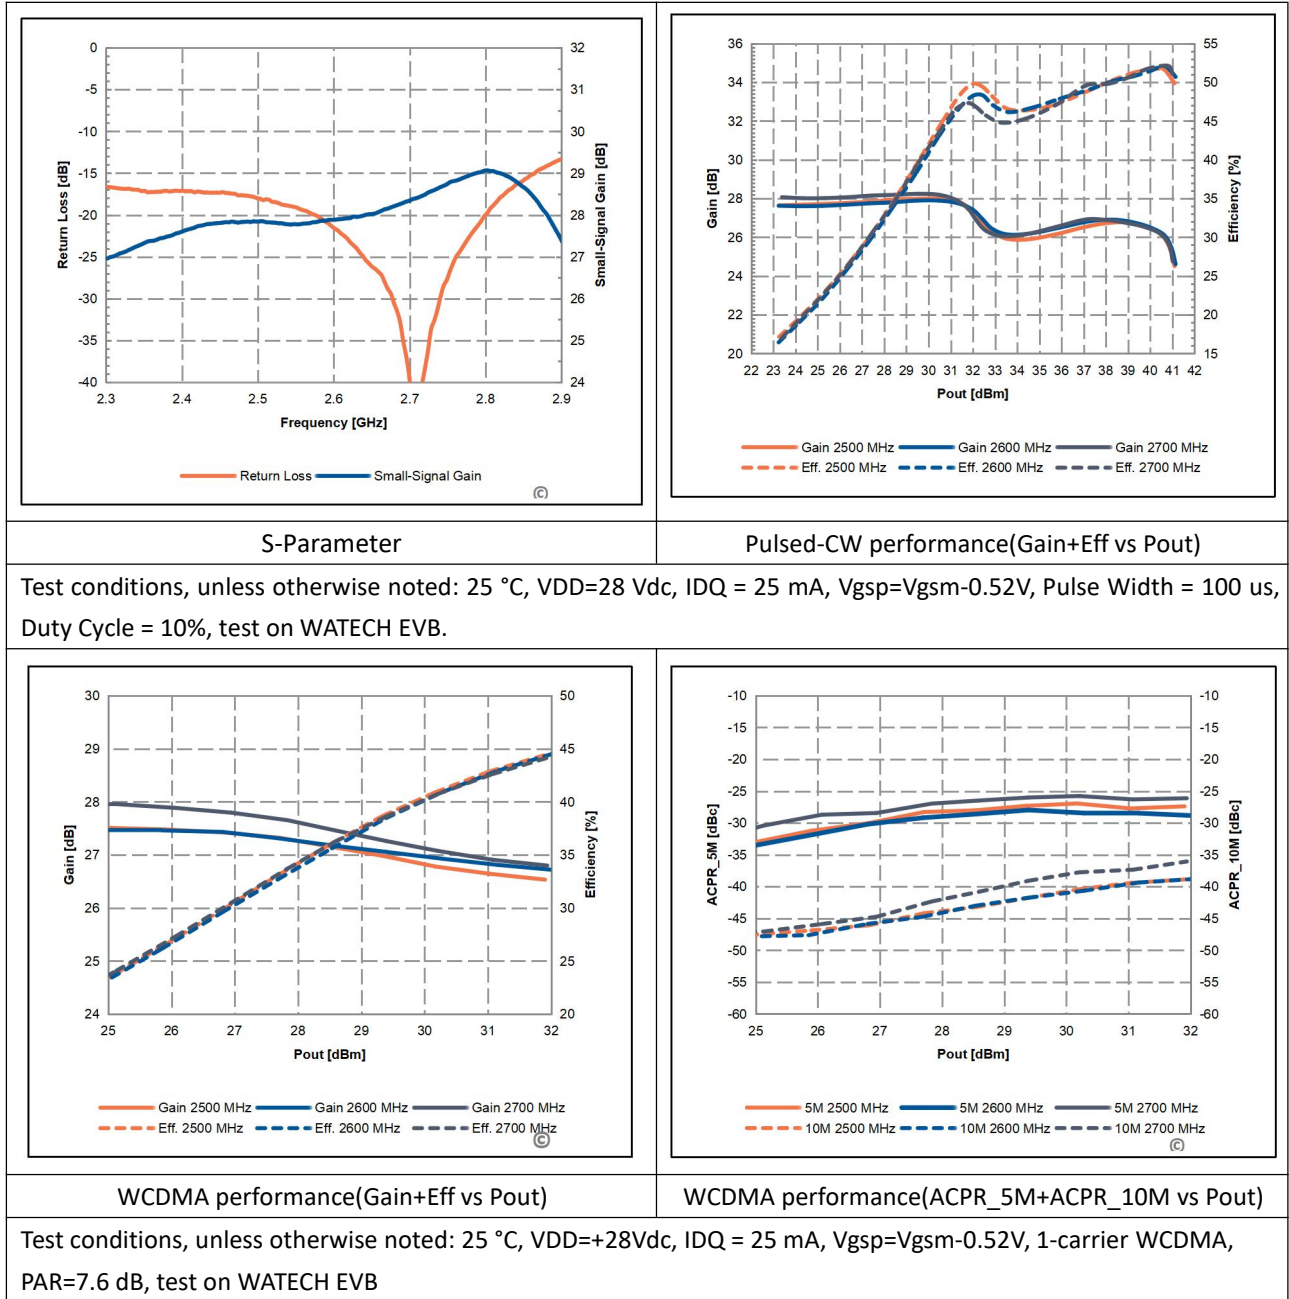 0
-5
-10
-15
-20
-25
-30
-35
-40
Return Loss [dB]
32
31
30
29
28
27
26
25
24
Small-Signal Gain [dB]
2.3 2.4 2.5 2.6 2.7 2.8 2.9
Frequency [GHz]
Return Loss Small-Signal Gain
©
36
34
32
30
28
26
24
22
20
Gain [dB]
55
50
45
40
35
30
25
20
15
Efficiency [%]
22 23 24 25 26 27 28 29 30 31 32 33 34 35 36 37 38 39 40 41 42
Pout [dBm]
Gain 2500 MHz Gain 2600 MHz Gain 2700 MHz
Eff. 2500 MHz Eff. 2600 MHz Eff. 2700 MHz
©
S-Parameter
Pulsed-CW performance(Gain+Eff vs Pout)
Test conditions, unless otherwise noted: 25 °C, VDD=28 Vdc, IDQ = 25 mA, Vgsp=Vgsm-0.52V, Pulse Width = 100 us,
Duty Cycle = 10%, test on WATECH EVB.
30
29
28
27
26
25
24
Gain [dB]
50
45
40
35
30
25
20
Efficiency [%]
25 26 27 28 29 30 31 32
Pout [dBm]
Gain 2500 MHz Gain 2600 MHz Gain 2700 MHz
Eff. 2500 MHz Eff. 2600 MHz Eff. 2700 MHz
©
-10
-15
-20
-25
-30
-35
-40
-45
-50
-55
-60
ACPR_5M [dBc]
-10
-15
-20
-25
-30
-35
-40
-45
-50
-55
-60
ACPR_10M [dBc]
25 26 27 28 29 30 31 32
Pout [dBm]
5M 2500 MHz 5M 2600 MHz 5M 2700 MHz
10M 2500 MHz 10M 2600 MHz 10M 2700 MHz
©
WCDMA performance(Gain+Eff vs Pout)
WCDMA performance(ACPR_5M+ACPR_10M vs Pout)
Test conditions, unless otherwise noted: 25 °C, VDD=+28Vdc, IDQ = 25 mA, Vgsp=Vgsm-0.52V, 1-carrier WCDMA,
PAR=7.6 dB, test on WATECH EVB